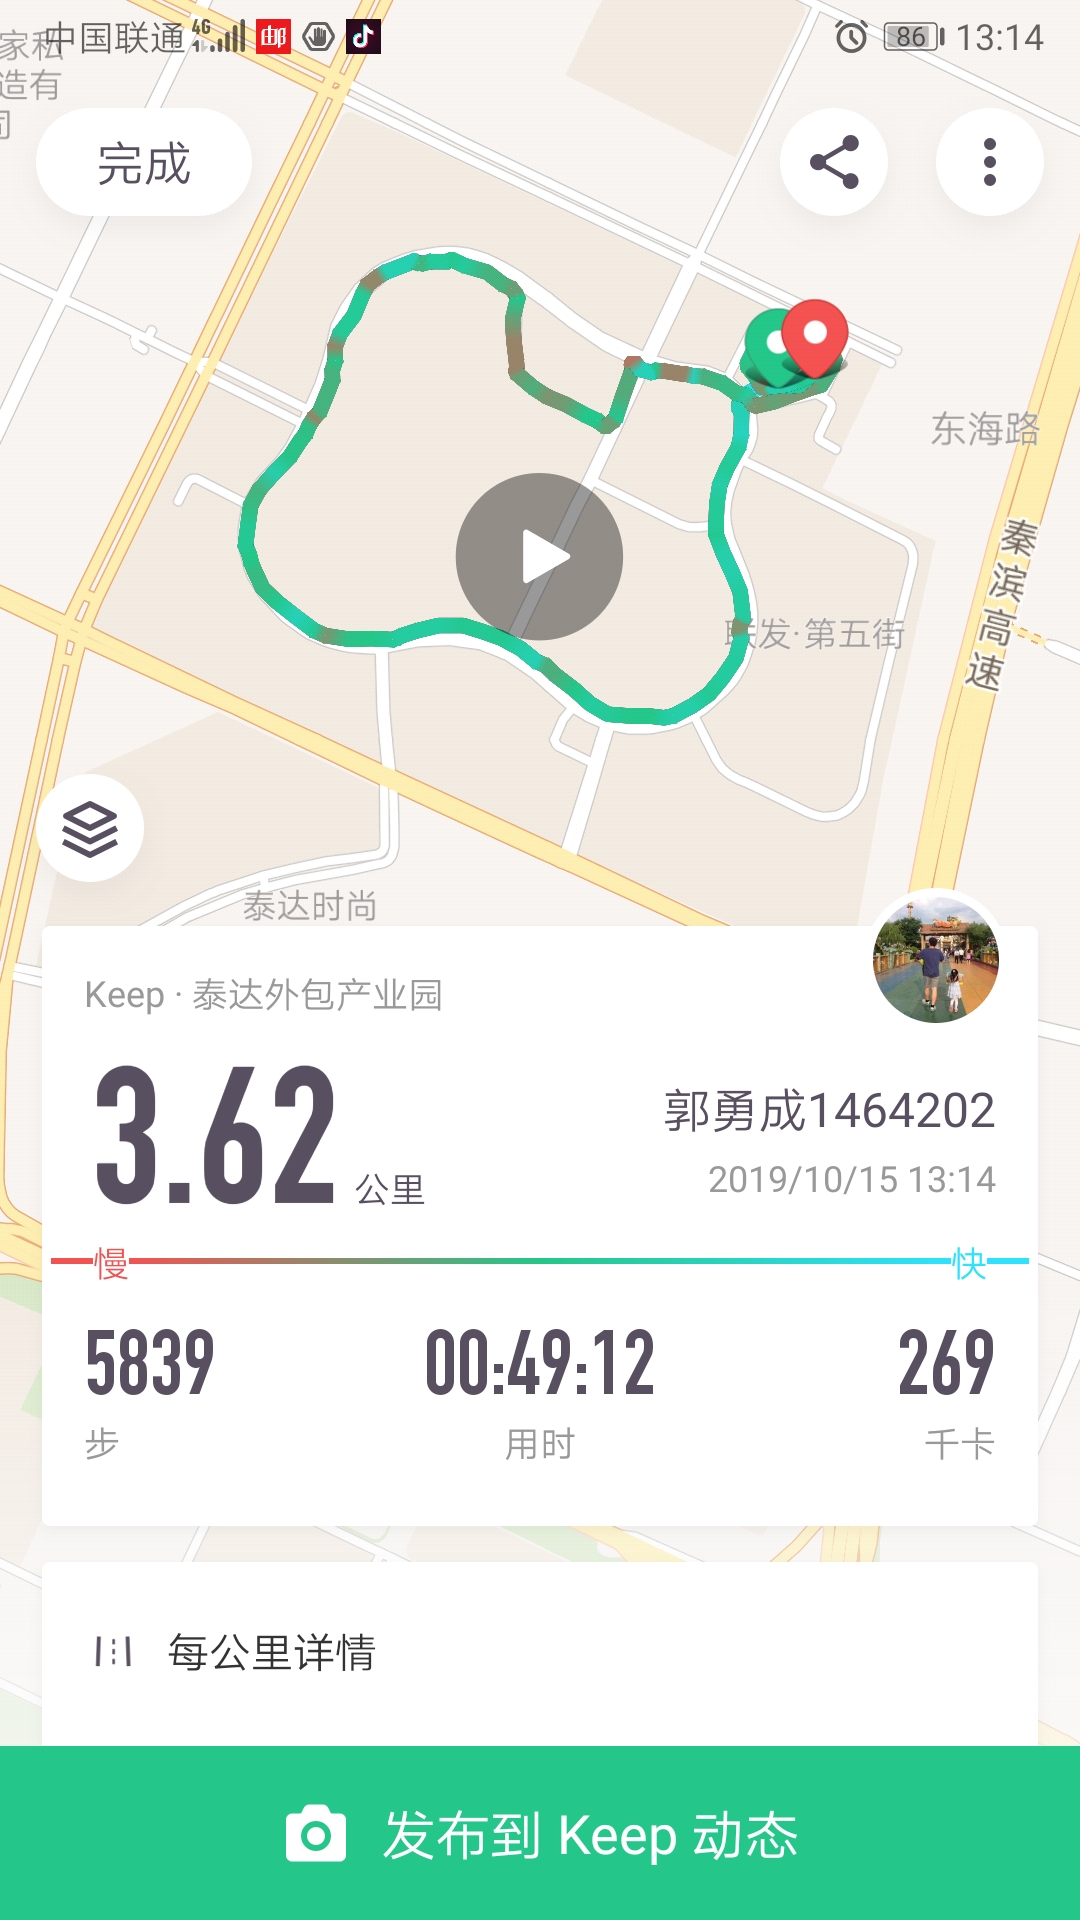 中国联通 4G 邮 86 13:14
家私
造有
司
完成
东海路
秦滨高速
联发·第五街
泰达时尚
Keep · 泰达外包产业园
3.62 公里
郭勇成1464202
2019/10/15 13:14
慢 快
5839 00:49:12 269
步 用时 千卡
每公里详情
发布到 Keep 动态